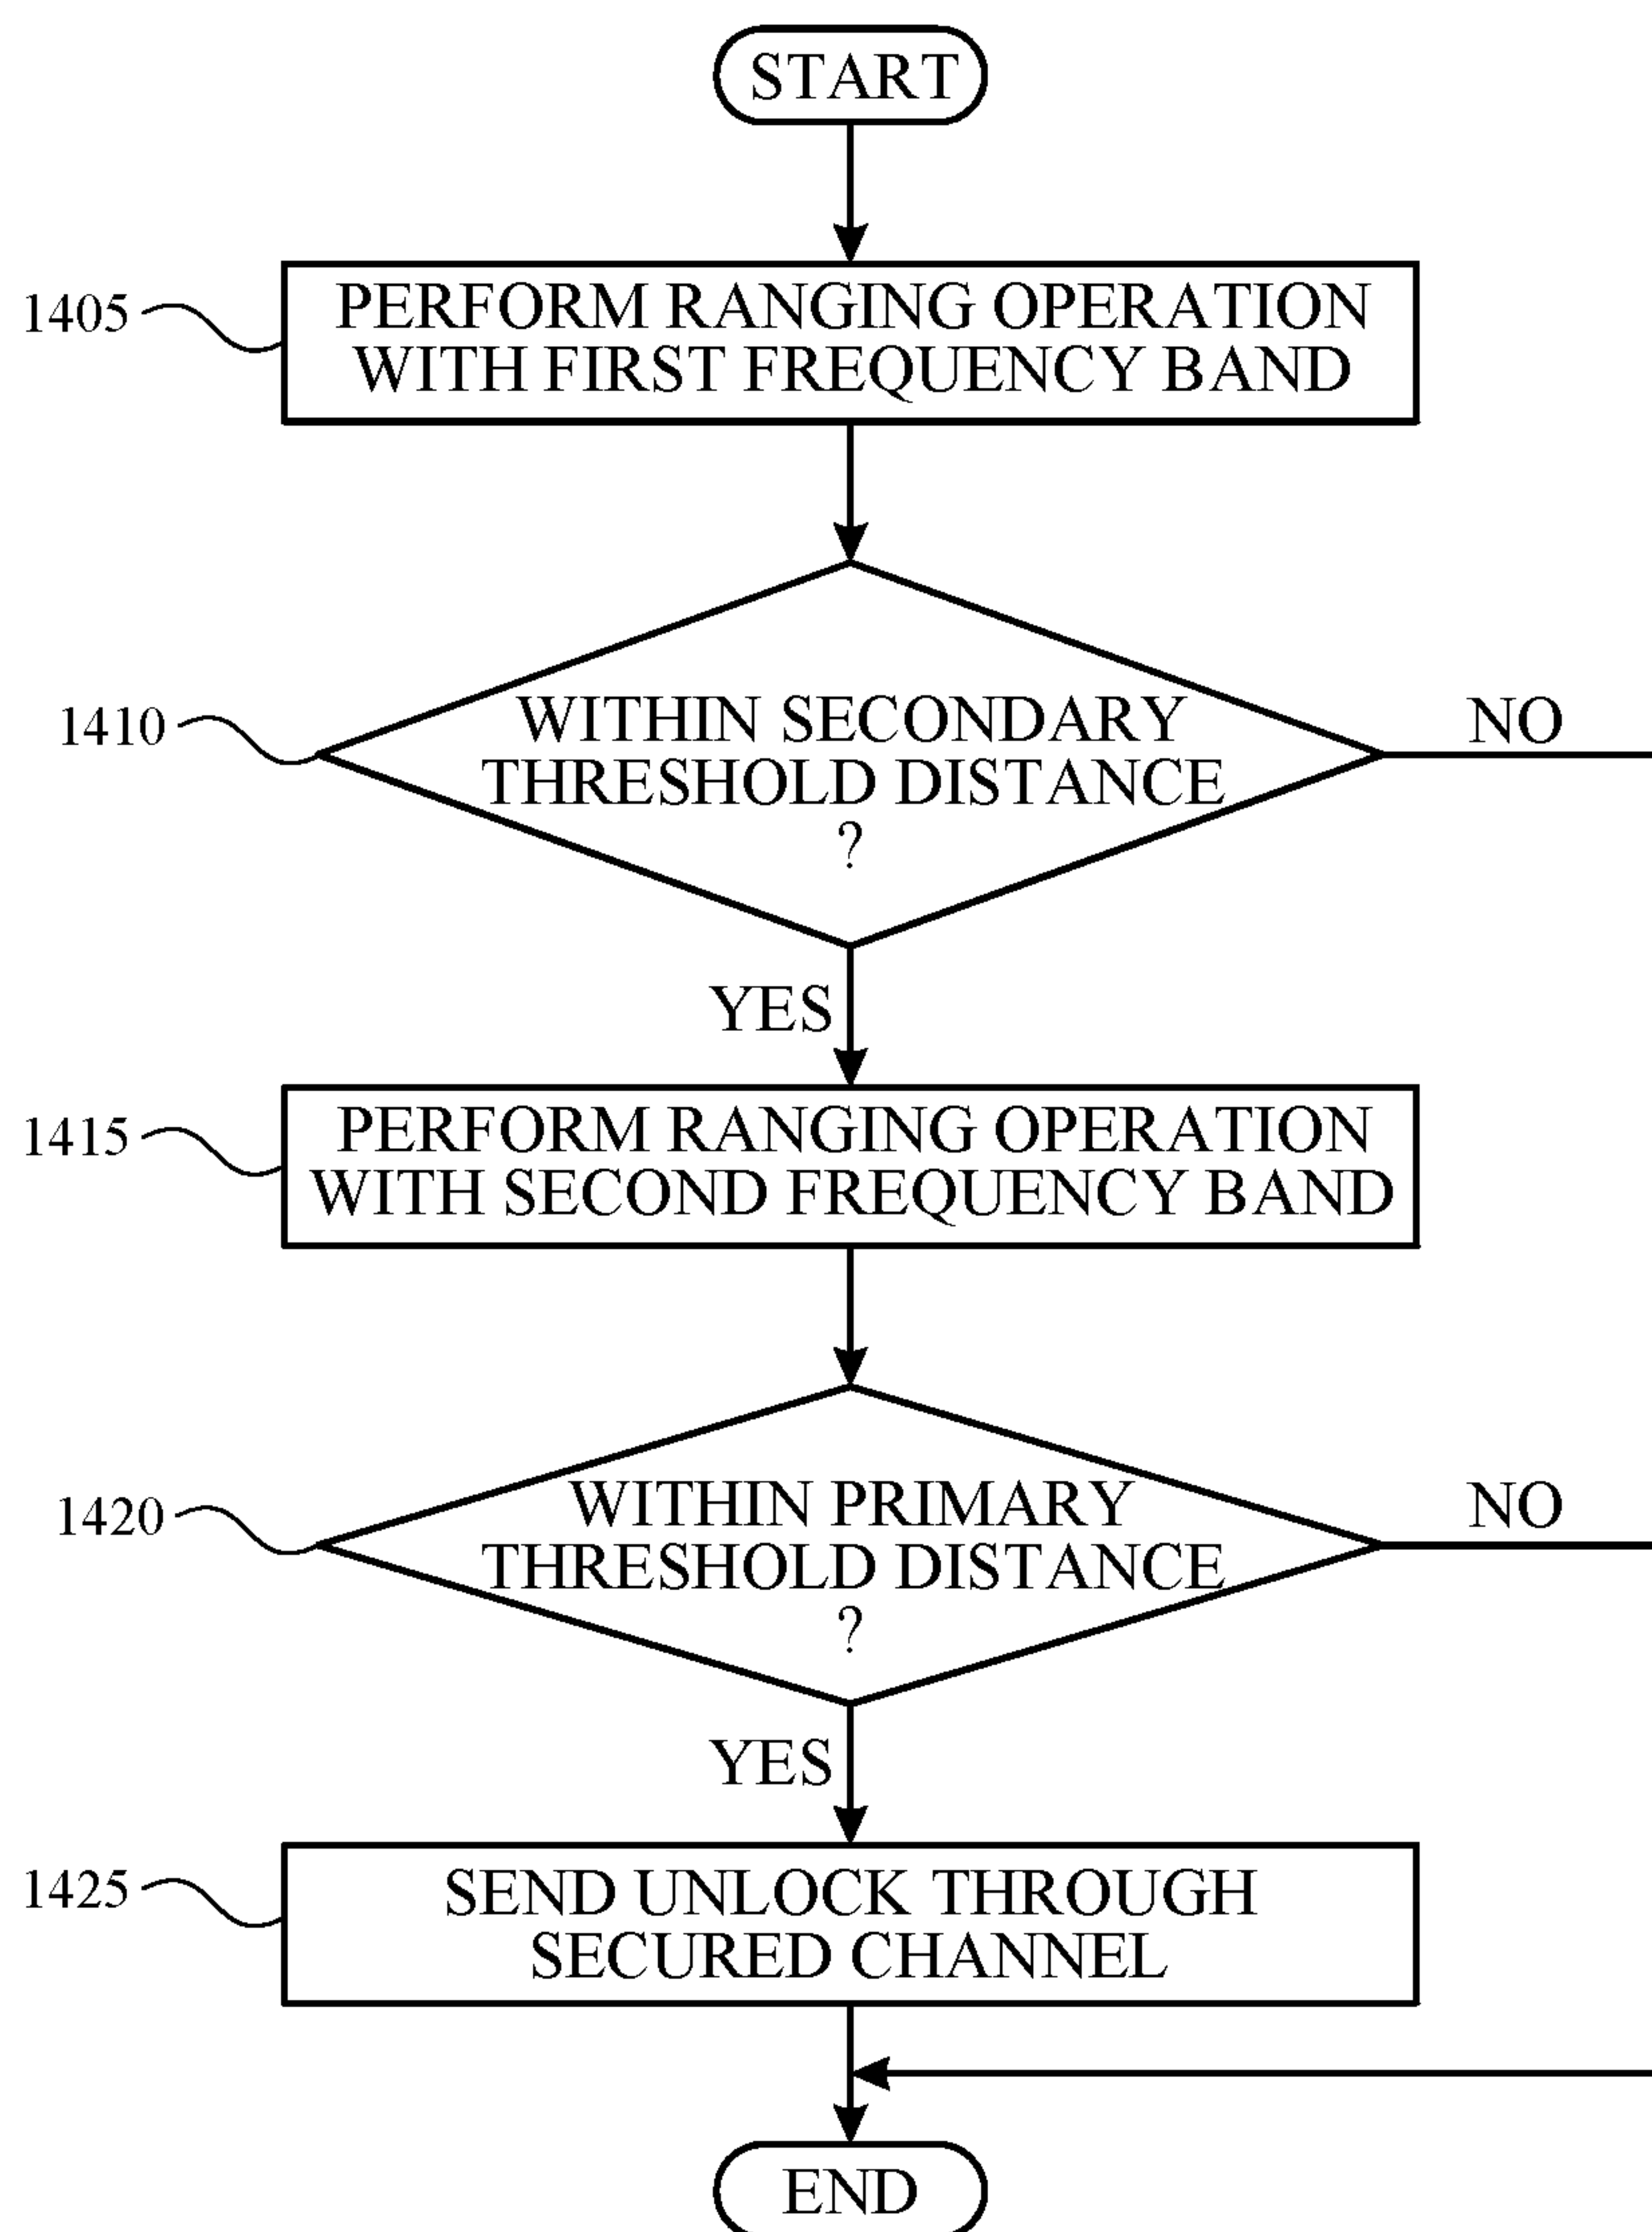 START
1405
PERFORM RANGING OPERATION
WITH FIRST FREQUENCY BAND
1410
WITHIN SECONDARY
THRESHOLD DISTANCE
?
NO
YES
1415
PERFORM RANGING OPERATION
WITH SECOND FREQUENCY BAND
1420
WITHIN PRIMARY
THRESHOLD DISTANCE
?
NO
YES
1425
SEND UNLOCK THROUGH
SECURED CHANNEL
END